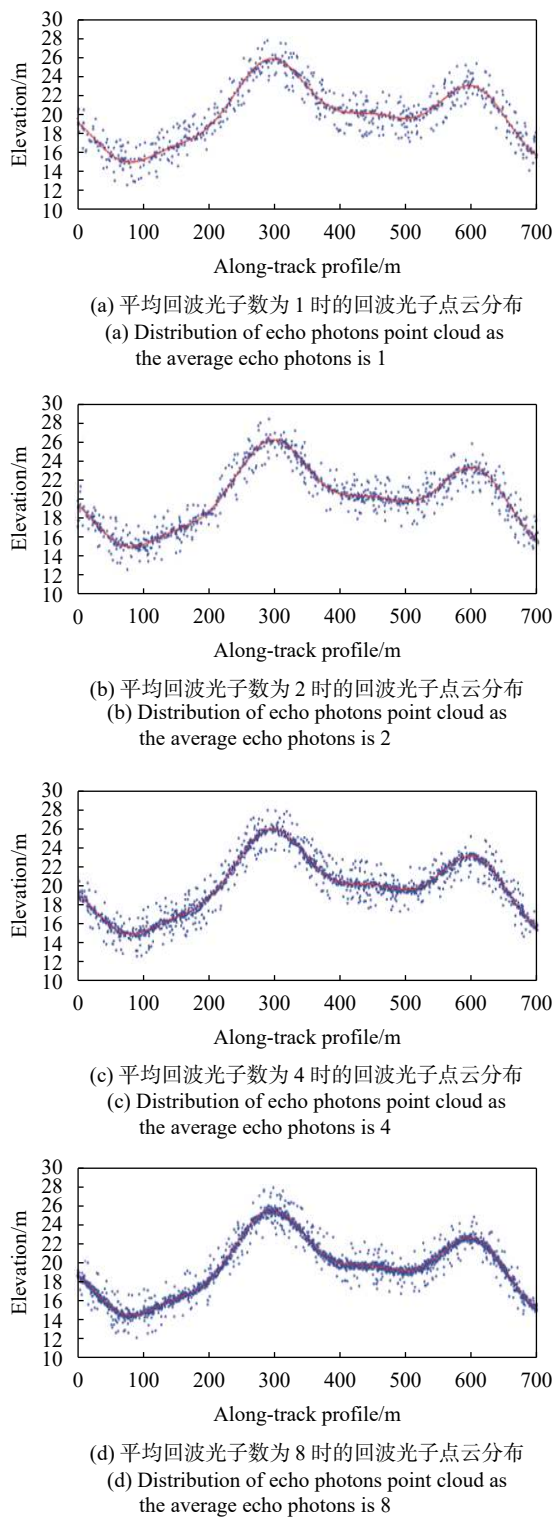 30
28
26
24
22
20
18
16
14
12
10
Elevation/m
0 100 200 300 400 500 600 700
Along-track profile/m
(a) 平均回波光子数为 1 时的回波光子点云分布
(a) Distribution of echo photons point cloud as
the average echo photons is 1
30
28
26
24
22
20
18
16
14
12
10
Elevation/m
0 100 200 300 400 500 600 700
Along-track profile/m
(b) 平均回波光子数为 2 时的回波光子点云分布
(b) Distribution of echo photons point cloud as
the average echo photons is 2
30
28
26
24
22
20
18
16
14
12
10
Elevation/m
0 100 200 300 400 500 600 700
Along-track profile/m
(c) 平均回波光子数为 4 时的回波光子点云分布
(c) Distribution of echo photons point cloud as
the average echo photons is 4
30
28
26
24
22
20
18
16
14
12
10
Elevation/m
0 100 200 300 400 500 600 700
Along-track profile/m
(d) 平均回波光子数为 8 时的回波光子点云分布
(d) Distribution of echo photons point cloud as
the average echo photons is 8